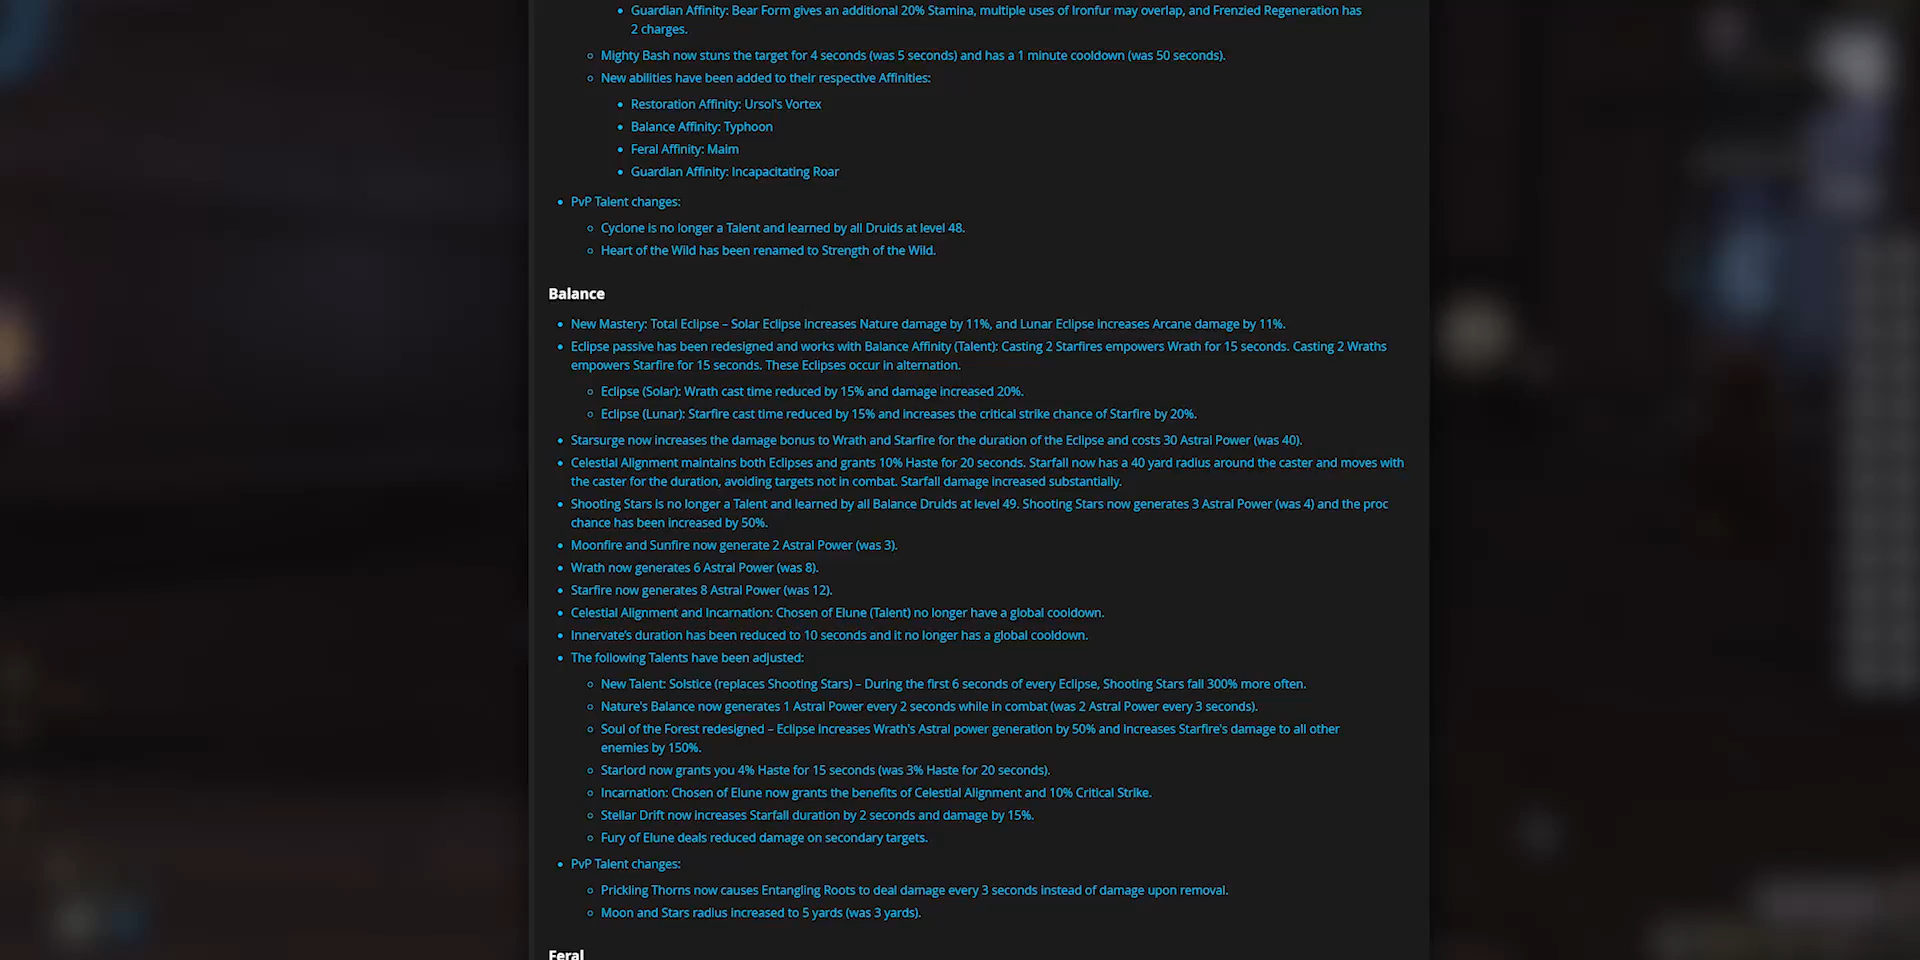 Guardian Affinity: Bear Form gives an additional 20% Stamina, multiple uses of Ironfur may overlap, and Frenzied Regeneration has
2 charges.
Mighty Bash now stuns the target for 4 seconds (was 5 seconds) and has a 1 minute cooldown (was 50 seconds).
New abilities have been added to their respective Affinities:
Restoration Affinity: Ursol's Vortex
Balance Affinity: Typhoon
Feral Affinity: Maim
Guardian Affinity: Incapacitating Roar
PvP Talent changes:
Cyclone is no longer a Talent and learned by all Druids at level 48.
Heart of the Wild has been renamed to Strength of the Wild.
Balance
New Mastery: Total Eclipse – Solar Eclipse increases Nature damage by 11%, and Lunar Eclipse increases Arcane damage by 11%.
Eclipse passive has been redesigned and works with Balance Affinity (Talent): Casting 2 Starfires empowers Wrath for 15 seconds. Casting 2 Wraths
empowers Starfire for 15 seconds. These Eclipses occur in alternation.
Eclipse (Solar): Wrath cast time reduced by 15% and damage increased 20%.
Eclipse (Lunar): Starfire cast time reduced by 15% and increases the critical strike chance of Starfire by 20%.
Starsurge now increases the damage bonus to Wrath and Starfire for the duration of the Eclipse and costs 30 Astral Power (was 40).
Celestial Alignment maintains both Eclipses and grants 10% Haste for 20 seconds. Starfall now has a 40 yard radius around the caster and moves with
the caster for the duration, avoiding targets not in combat. Starfall damage increased substantially.
Shooting Stars is no longer a Talent and learned by all Balance Druids at level 49. Shooting Stars now generates 3 Astral Power (was 4) and the proc
chance has been increased by 50%.
Moonfire and Sunfire now generate 2 Astral Power (was 3).
Wrath now generates 6 Astral Power (was 8).
Starfire now generates 8 Astral Power (was 12).
Celestial Alignment and Incarnation: Chosen of Elune (Talent) no longer have a global cooldown.
Innervate's duration has been reduced to 10 seconds and it no longer has a global cooldown.
The following Talents have been adjusted:
New Talent: Solstice (replaces Shooting Stars) – During the first 6 seconds of every Eclipse, Shooting Stars fall 300% more often.
Nature's Balance now generates 1 Astral Power every 2 seconds while in combat (was 2 Astral Power every 3 seconds).
Soul of the Forest redesigned – Eclipse increases Wrath's Astral power generation by 50% and increases Starfire's damage to all other
enemies by 150%.
Starlord now grants you 4% Haste for 15 seconds (was 3% Haste for 20 seconds).
Incarnation: Chosen of Elune now grants the benefits of Celestial Alignment and 10% Critical Strike.
Stellar Drift now increases Starfall duration by 2 seconds and damage by 15%.
Fury of Elune deals reduced damage on secondary targets.
PvP Talent changes:
Prickling Thorns now causes Entangling Roots to deal damage every 3 seconds instead of damage upon removal.
Moon and Stars radius increased to 5 yards (was 3 yards).
Feral